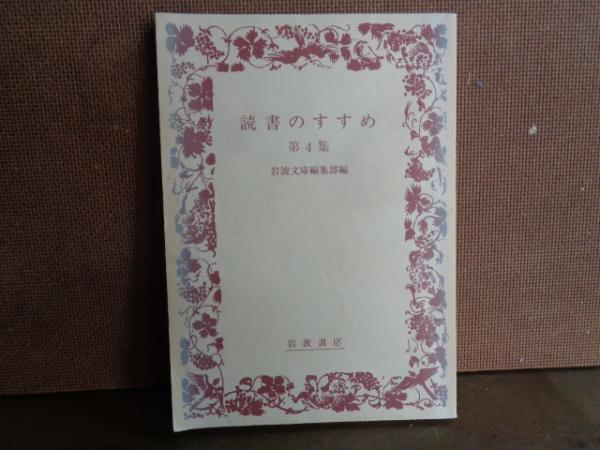 読書のすすめ
第4集
岩波文庫編集部編
岩波書店